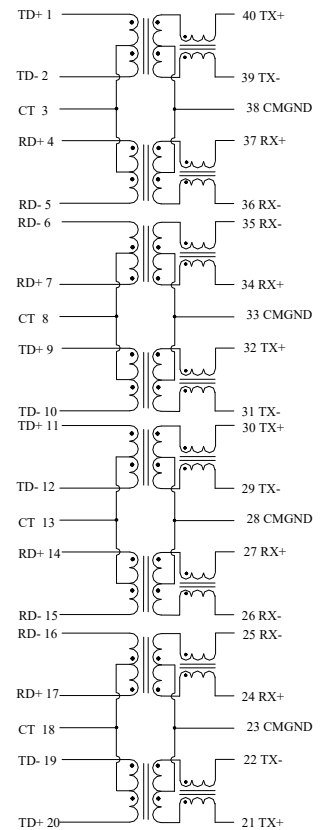 TD+ 1 40 TX+
TD- 2 39 TX-
CT 3 38 CMGND
RD+ 4 37 RX+
RD- 5 36 RX-
RD- 6 35 RX-
RD+ 7 34 RX+
CT 8 33 CMGND
TD+ 9 32 TX+
TD- 10 31 TX-
TD+ 11 30 TX+
TD- 12 29 TX-
CT 13 28 CMGND
RD+ 14 27 RX+
RD- 15 26 RX-
RD- 16 25 RX-
RD+ 17 24 RX+
CT 18 23 CMGND
TD- 19 22 TX-
TD+ 20 21 TX+